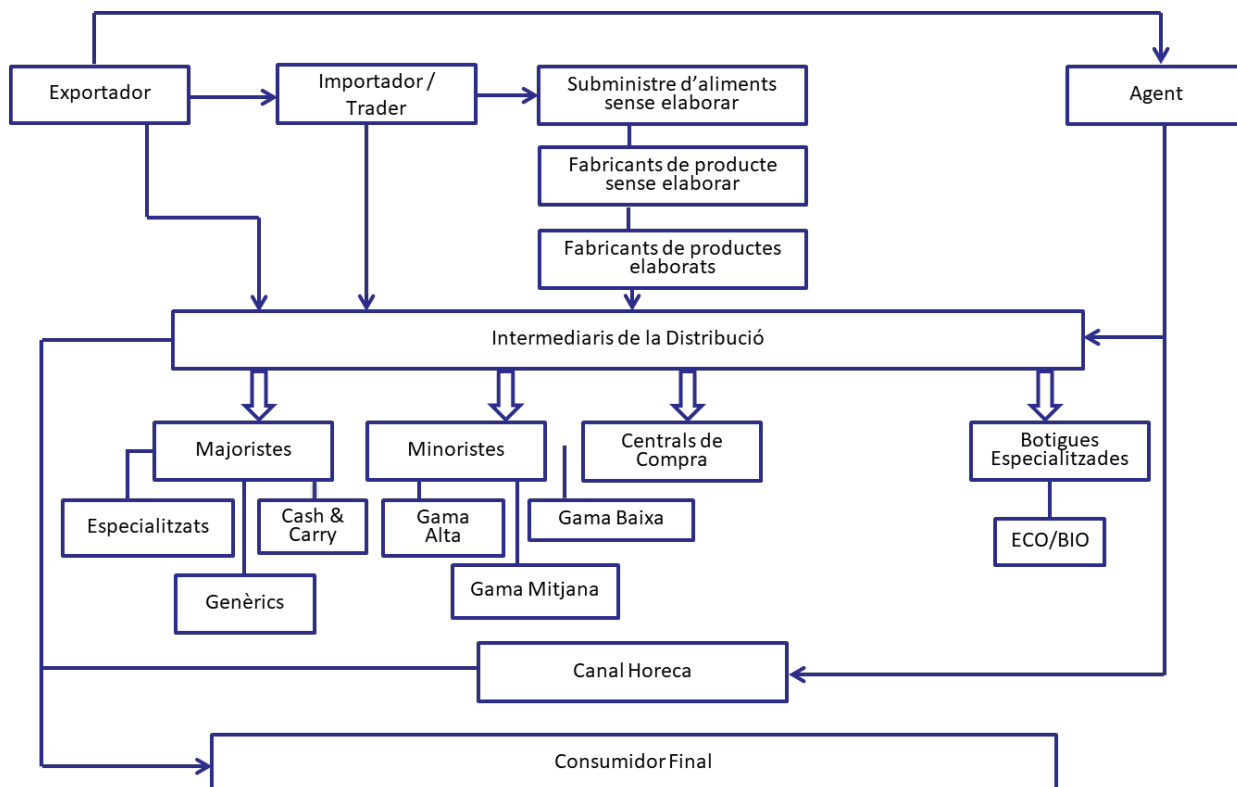 Exportador
Importador /
Trader
Subministre d’aliments
sense elaborar
Agent
Fabricants de producte
sense elaborar
Fabricants de productes
elaborats
Intermediaris de la Distribució
Majoristes
Minoristes
Centrals de
Compra
Botigues
Especialitzades
Especialitzats
Cash &
Carry
Gama
Alta
Gama Baixa
ECO/BIO
Genèrics
Gama Mitjana
Canal Horeca
Consumidor Final